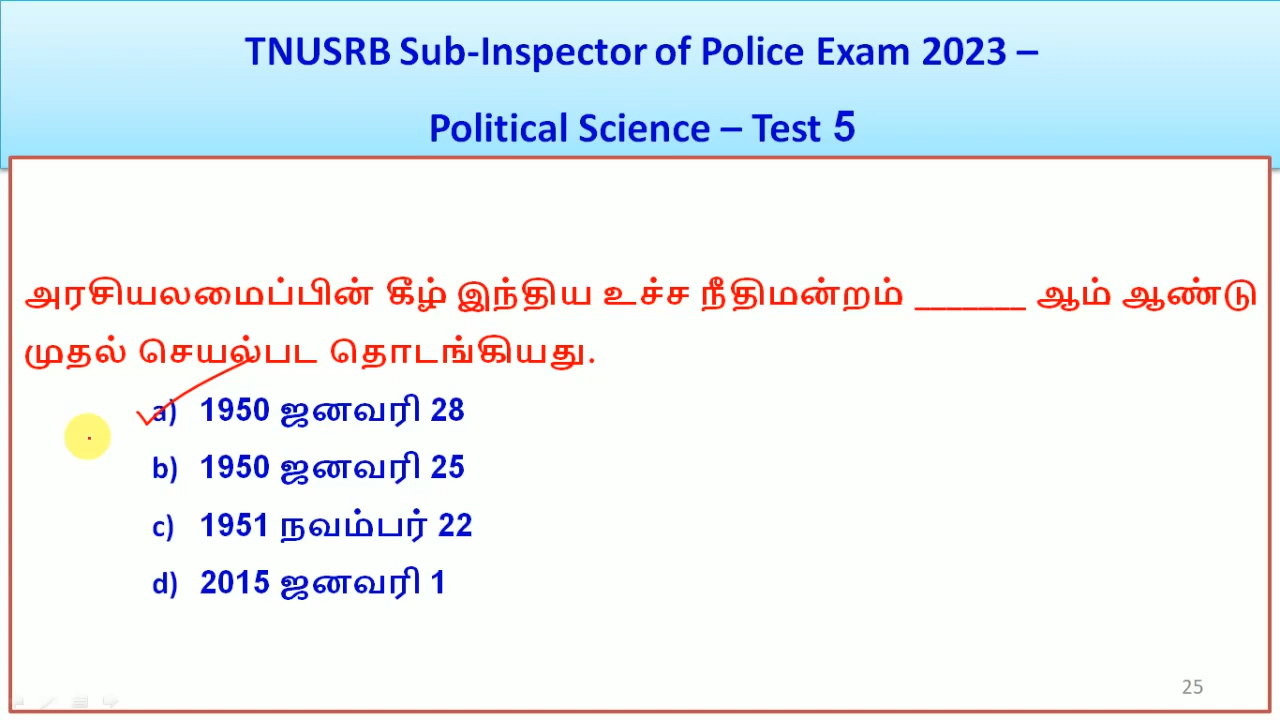 TNUSRB Sub-Inspector of Police Exam 2023 –
Political Science – Test 5
அரசியலமைப்பின் கீழ் இந்திய உச்ச நீதிமன்றம் _______ ஆம் ஆண்டு
முதல் செயல்பட தொடங்கியது.
a) 1950 ஜனவரி 28
b) 1950 ஜனவரி 25
c) 1951 நவம்பர் 22
d) 2015 ஜனவரி 1
25